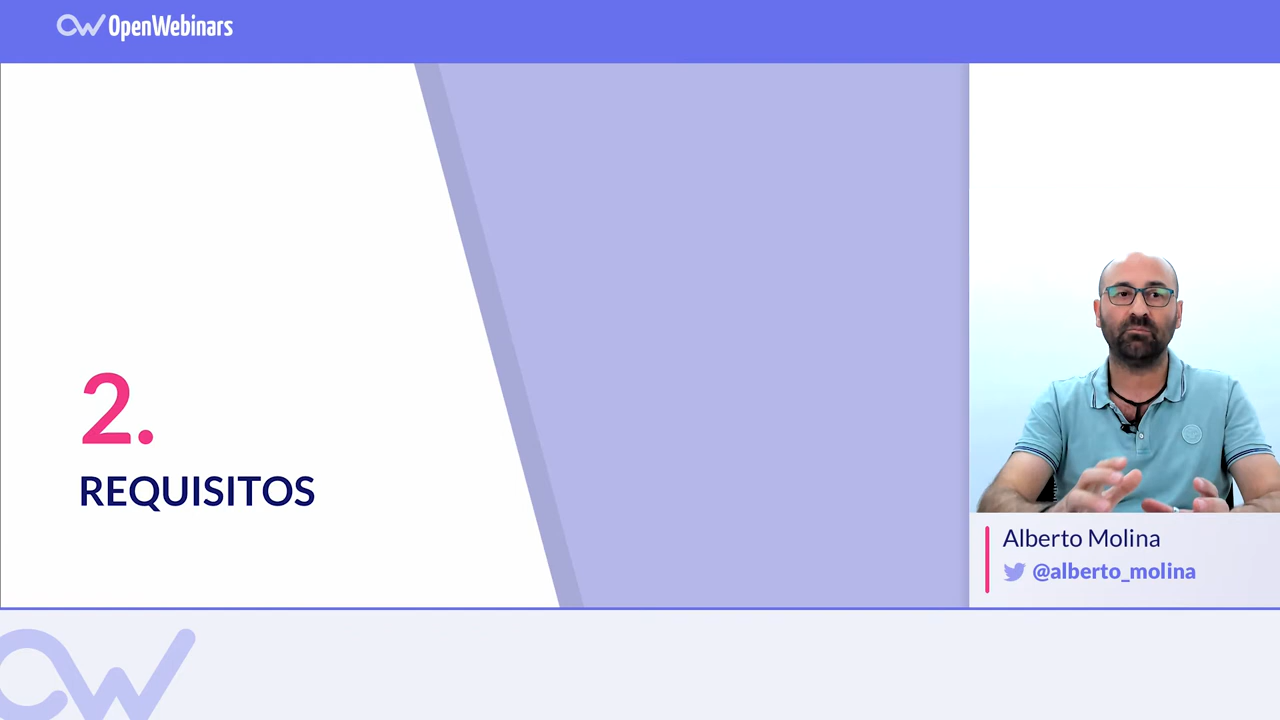 OpenWebinars
2.
REQUISITOS
Alberto Molina
@alberto_molina